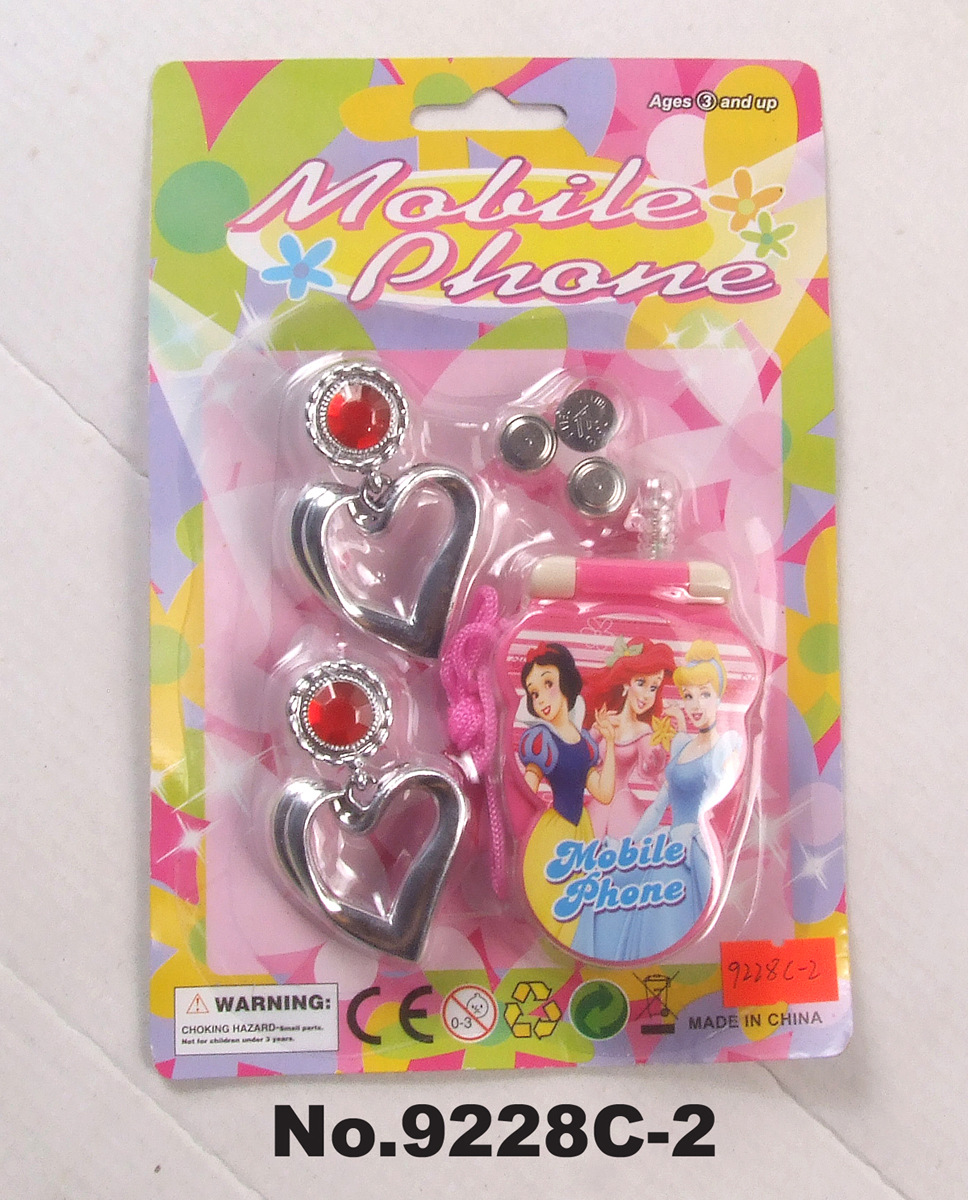 Ages 3 and up
Mobile
Phone
Mobile
Phone
9228C-2
WARNING:
CHOKING HAZARD-Small parts.
Not for children under 3 years.
CE
0-3
MADE IN CHINA
No.9228C-2